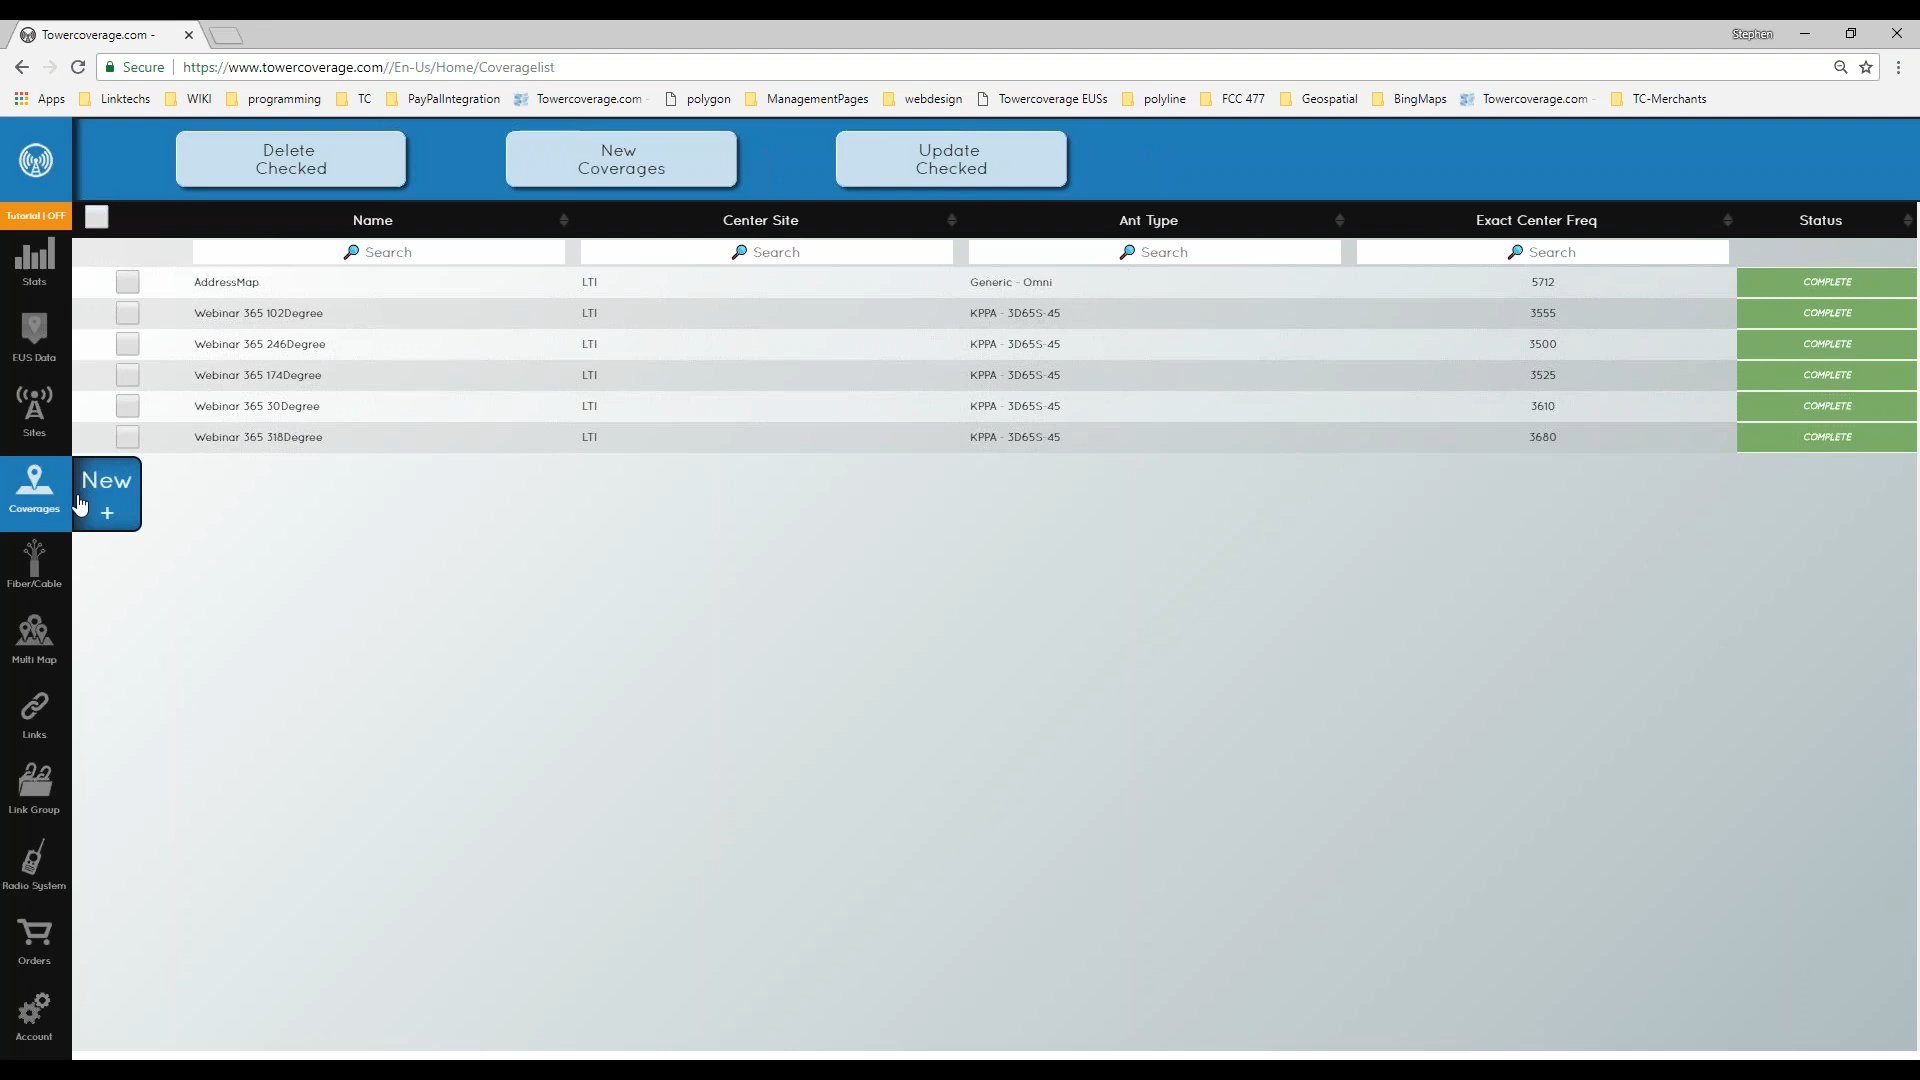 Towercoverage.com -
Stephen
Secure https://www.towercoverage.com//En-Us/Home/Coveragelist
Apps Linktechs WIKI programming TC PayPalIntegration Towercoverage.com - polygon ManagementPages webdesign Towercoverage EUSs polyline FCC 477 Geospatial BingMaps Towercoverage.com - TC-Merchants
Delete
Checked
New
Coverages
Update
Checked
Tutorial | OFF
Name Center Site Ant Type Exact Center Freq Status
Search Search Search Search
AddressMap LTI Generic - Omni 5712 COMPLETE
Webinar 365 102Degree LTI KPPA - 3D65S-45 3555 COMPLETE
Webinar 365 246Degree LTI KPPA - 3D65S-45 3500 COMPLETE
Webinar 365 174Degree LTI KPPA - 3D65S-45 3525 COMPLETE
Webinar 365 30Degree LTI KPPA - 3D65S-45 3610 COMPLETE
Webinar 365 318Degree LTI KPPA - 3D65S-45 3680 COMPLETE
Stats
EUS Data
Sites
Coverages
New
+
Fiber/Cable
Multi Map
Links
Link Group
Radio System
Orders
Account